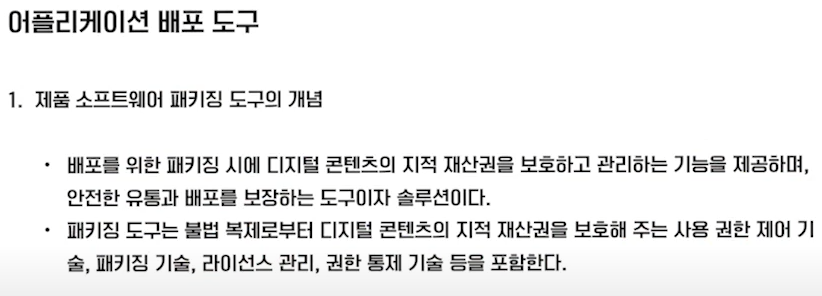 어플리케이션 배포 도구
1. 제품 소프트웨어 패키징 도구의 개념
• 배포를 위한 패키징 시에 디지털 콘텐츠의 지적 재산권을 보호하고 관리하는 기능을 제공하며,
안전한 유통과 배포를 보장하는 도구이자 솔루션이다.
• 패키징 도구는 불법 복제로부터 디지털 콘텐츠의 지적 재산권을 보호해 주는 사용 권한 제어 기
술, 패키징 기술, 라이선스 관리, 권한 통제 기술 등을 포함한다.